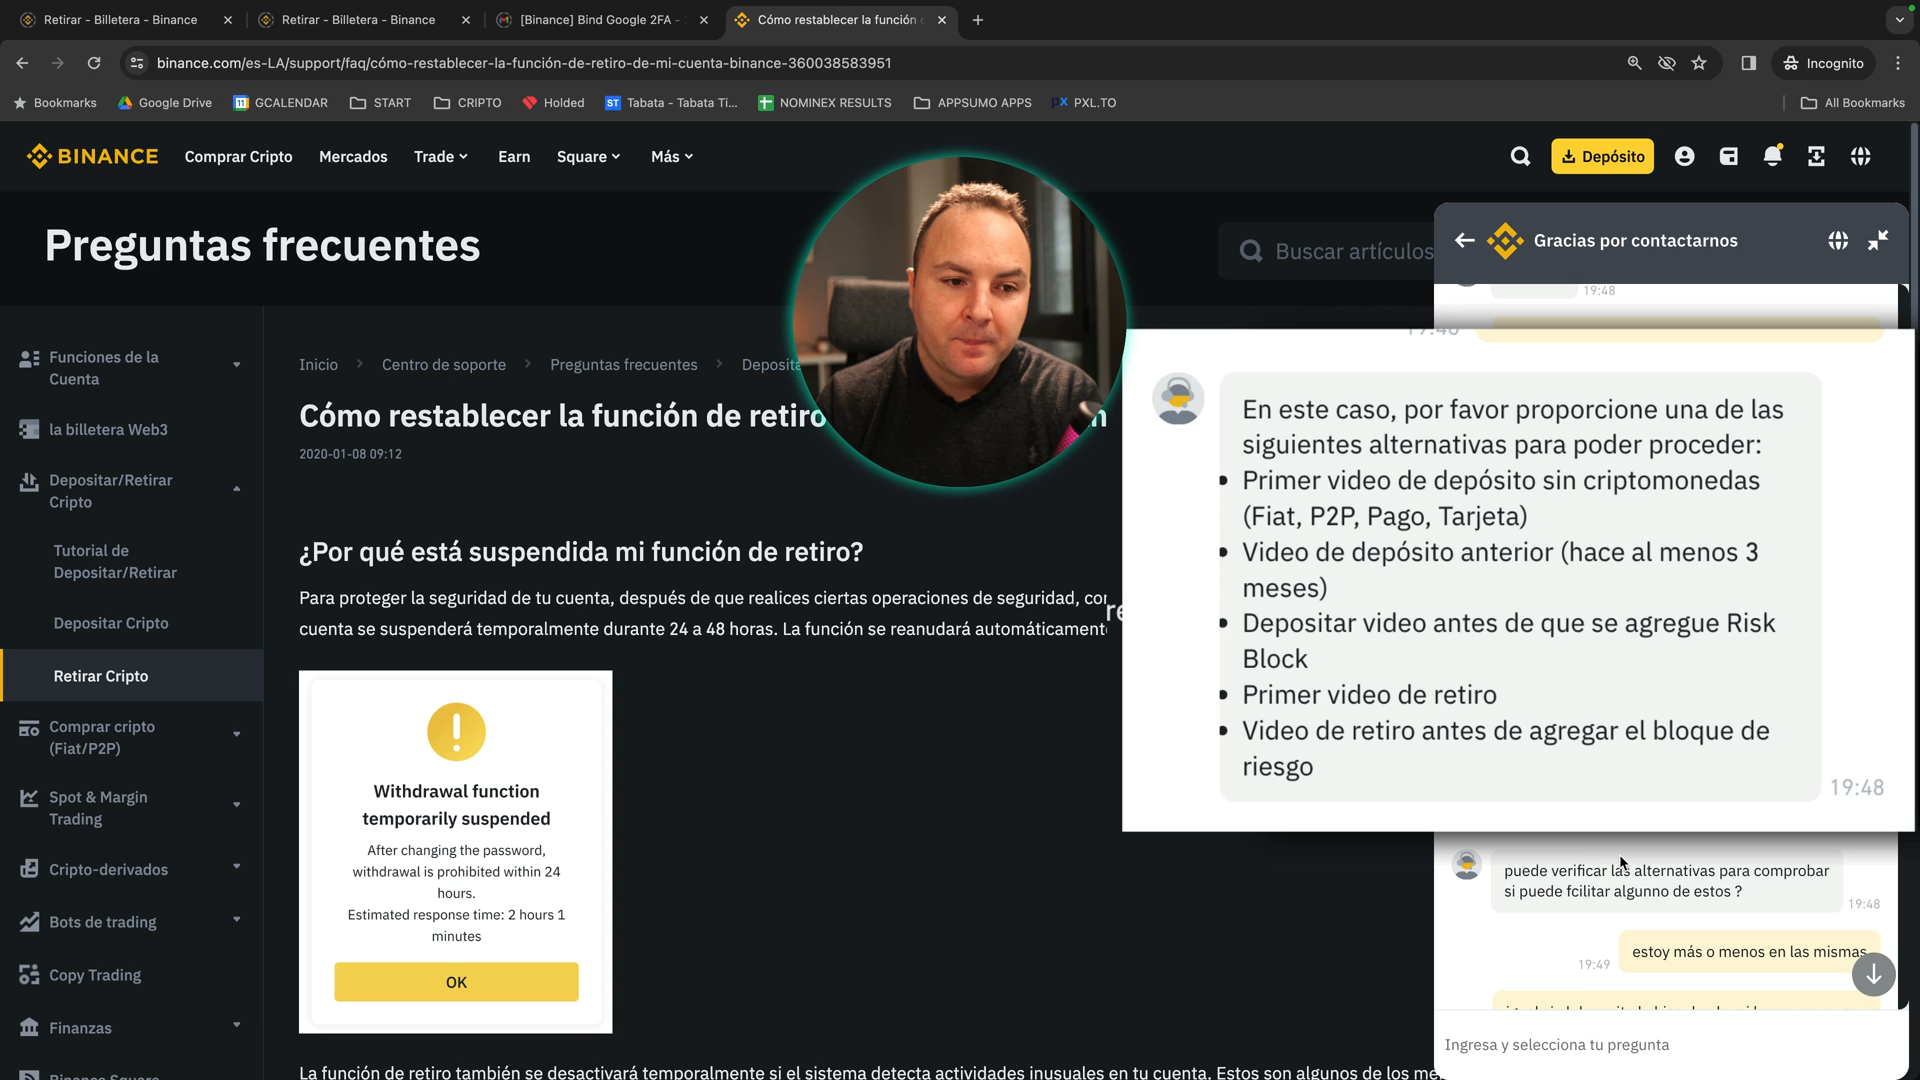 Retirar - Billetera - Binance
Retirar - Billetera - Binance
[Binance] Bind Google 2FA -
Cómo restablecer la función
binance.com/es-LA/support/faq/cómo-restablecer-la-función-de-retiro-de-mi-cuenta-binance-360038583951
Incognito
Bookmarks
Google Drive
GCALENDAR
START
CRIPTO
Holded
ST Tabata - Tabata Ti...
NOMINEX RESULTS
APPSUMO APPS
PX PXL.TO
All Bookmarks
BINANCE
Comprar Cripto
Mercados
Trade
Earn
Square
Más
Depósito
Preguntas frecuentes
Buscar artículos
Gracias por contactarnos
19:48
Funciones de la
Cuenta
la billetera Web3
Depositar/Retirar
Cripto
Tutorial de
Depositar/Retirar
Depositar Cripto
Retirar Cripto
Comprar cripto
(Fiat/P2P)
Spot & Margin
Trading
Cripto-derivados
Bots de trading
Copy Trading
Finanzas
Inicio
Centro de soporte
Preguntas frecuentes
Cómo restablecer la función de retiro
2020-01-08 09:12
¿Por qué está suspendida mi función de retiro?
Para proteger la seguridad de tu cuenta, después de que realices ciertas operaciones de seguridad,
cuenta se suspenderá temporalmente durante 24 a 48 horas. La función se reanudará
Withdrawal function
temporarily suspended
After changing the password,
withdrawal is prohibited within 24
hours.
Estimated response time: 2 hours 1
minutes
OK
La función de retiro también se desactivará temporalmente si el sistema detecta actividades inusuales en tu cuenta. Estos son algunos de los
En este caso, por favor proporcione una de las
siguientes alternativas para poder proceder:
Primer video de depósito sin criptomonedas
(Fiat, P2P, Pago, Tarjeta)
Video de depósito anterior (hace al menos 3
meses)
Depositar video antes de que se agregue Risk
Block
Primer video de retiro
Video de retiro antes de agregar el bloque de
riesgo
19:48
puede verificar las alternativas para comprobar
si puede fcilitar algunno de estos ?
19:48
estoy más o menos en las mismas
19:49
Ingresa y selecciona tu pregunta